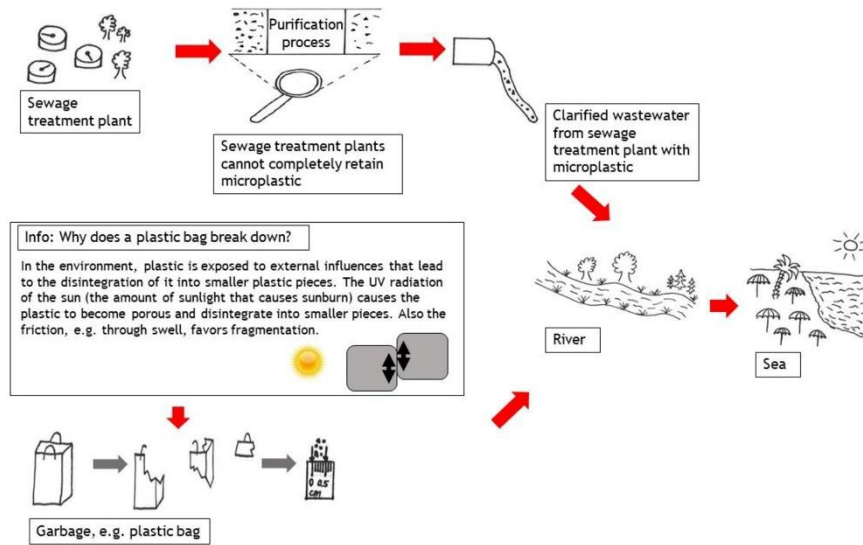 Purification
process
Sewage
treatment plant
Sewage treatment plants
cannot completely retain
microplastic
Clarified wastewater
from sewage
treatment plant with
microplastic
Info: Why does a plastic bag break down?
In the environment, plastic is exposed to external influences that lead
to the disintegration of it into smaller plastic pieces. The UV radiation
of the sun (the amount of sunlight that causes sunburn) causes the
plastic to become porous and disintegrate into smaller pieces. Also the
friction, e.g. through swell, favors fragmentation.
River
Sea
0 0.5
cm
Garbage, e.g. plastic bag